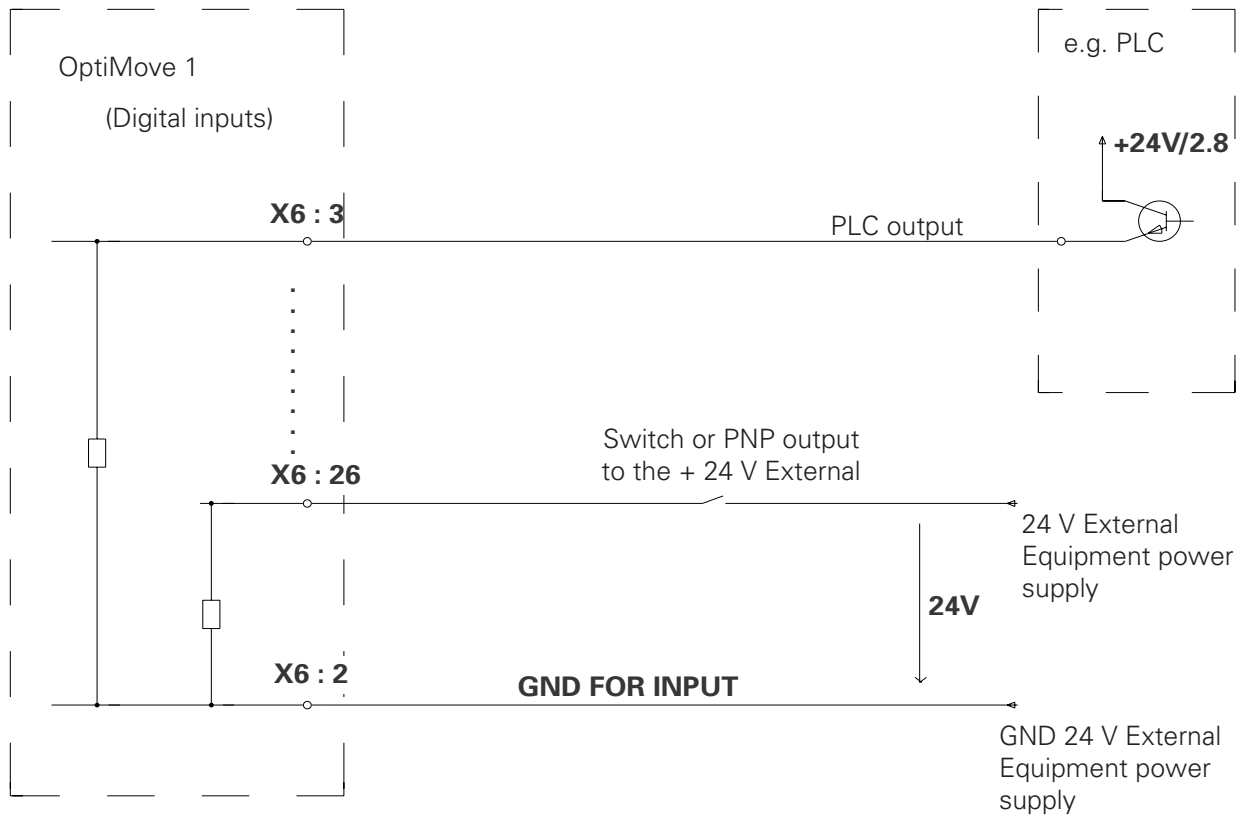 OptiMove 1
(Digital inputs)
e.g. PLC
+24V/2.8
X6 : 3
PLC output
Switch or PNP output
to the + 24 V External
X6 : 26
24 V External
Equipment power
supply
24V
X6 : 2
GND FOR INPUT
GND 24 V External
Equipment power
supply